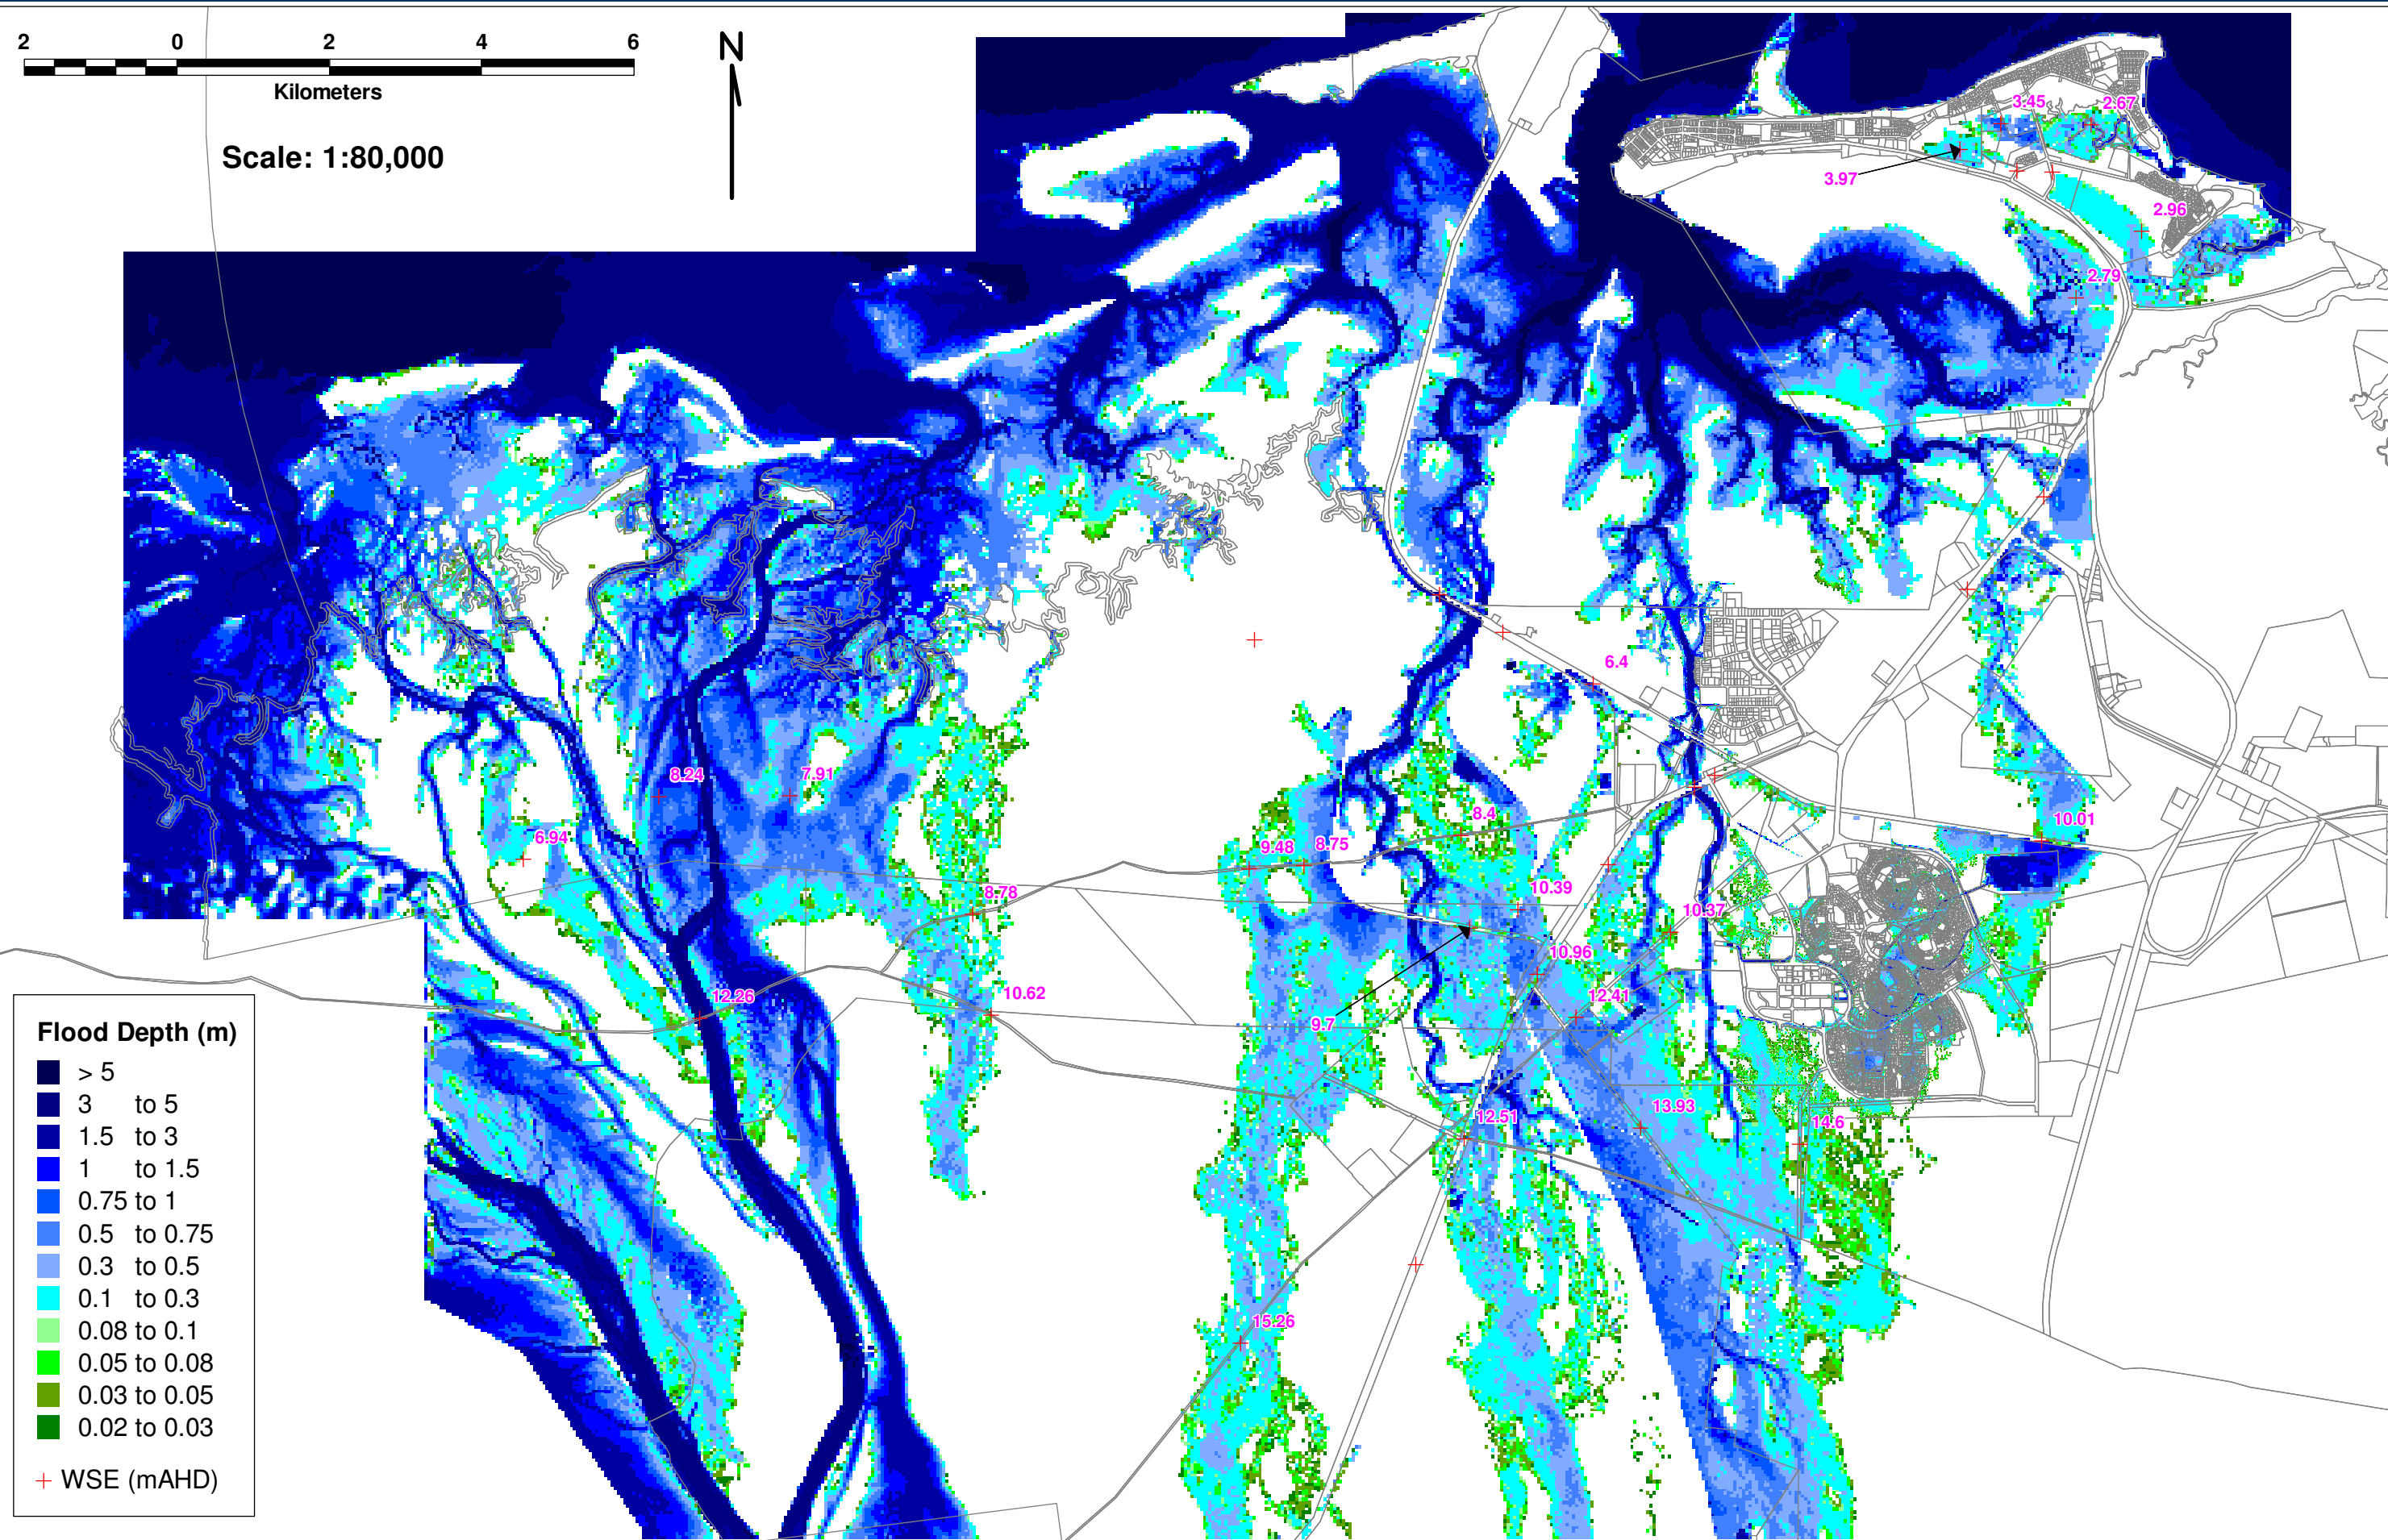 2 0 2 4 6
Kilometers
Scale: 1:80,000
N
3.45
2.67
3.97
2.96
2.79
6.4
8.24
7.91
6.94
8.4
9.48
8.75
10.01
8.78
10.39
10.37
10.96
12.26
10.62
12.41
9.7
12.51
13.93
14.6
15.26
Flood Depth (m)
> 5
3 to 5
1.5 to 3
1 to 1.5
0.75 to 1
0.5 to 0.75
0.3 to 0.5
0.1 to 0.3
0.08 to 0.1
0.05 to 0.08
0.03 to 0.05
0.02 to 0.03
+ WSE (mAHD)